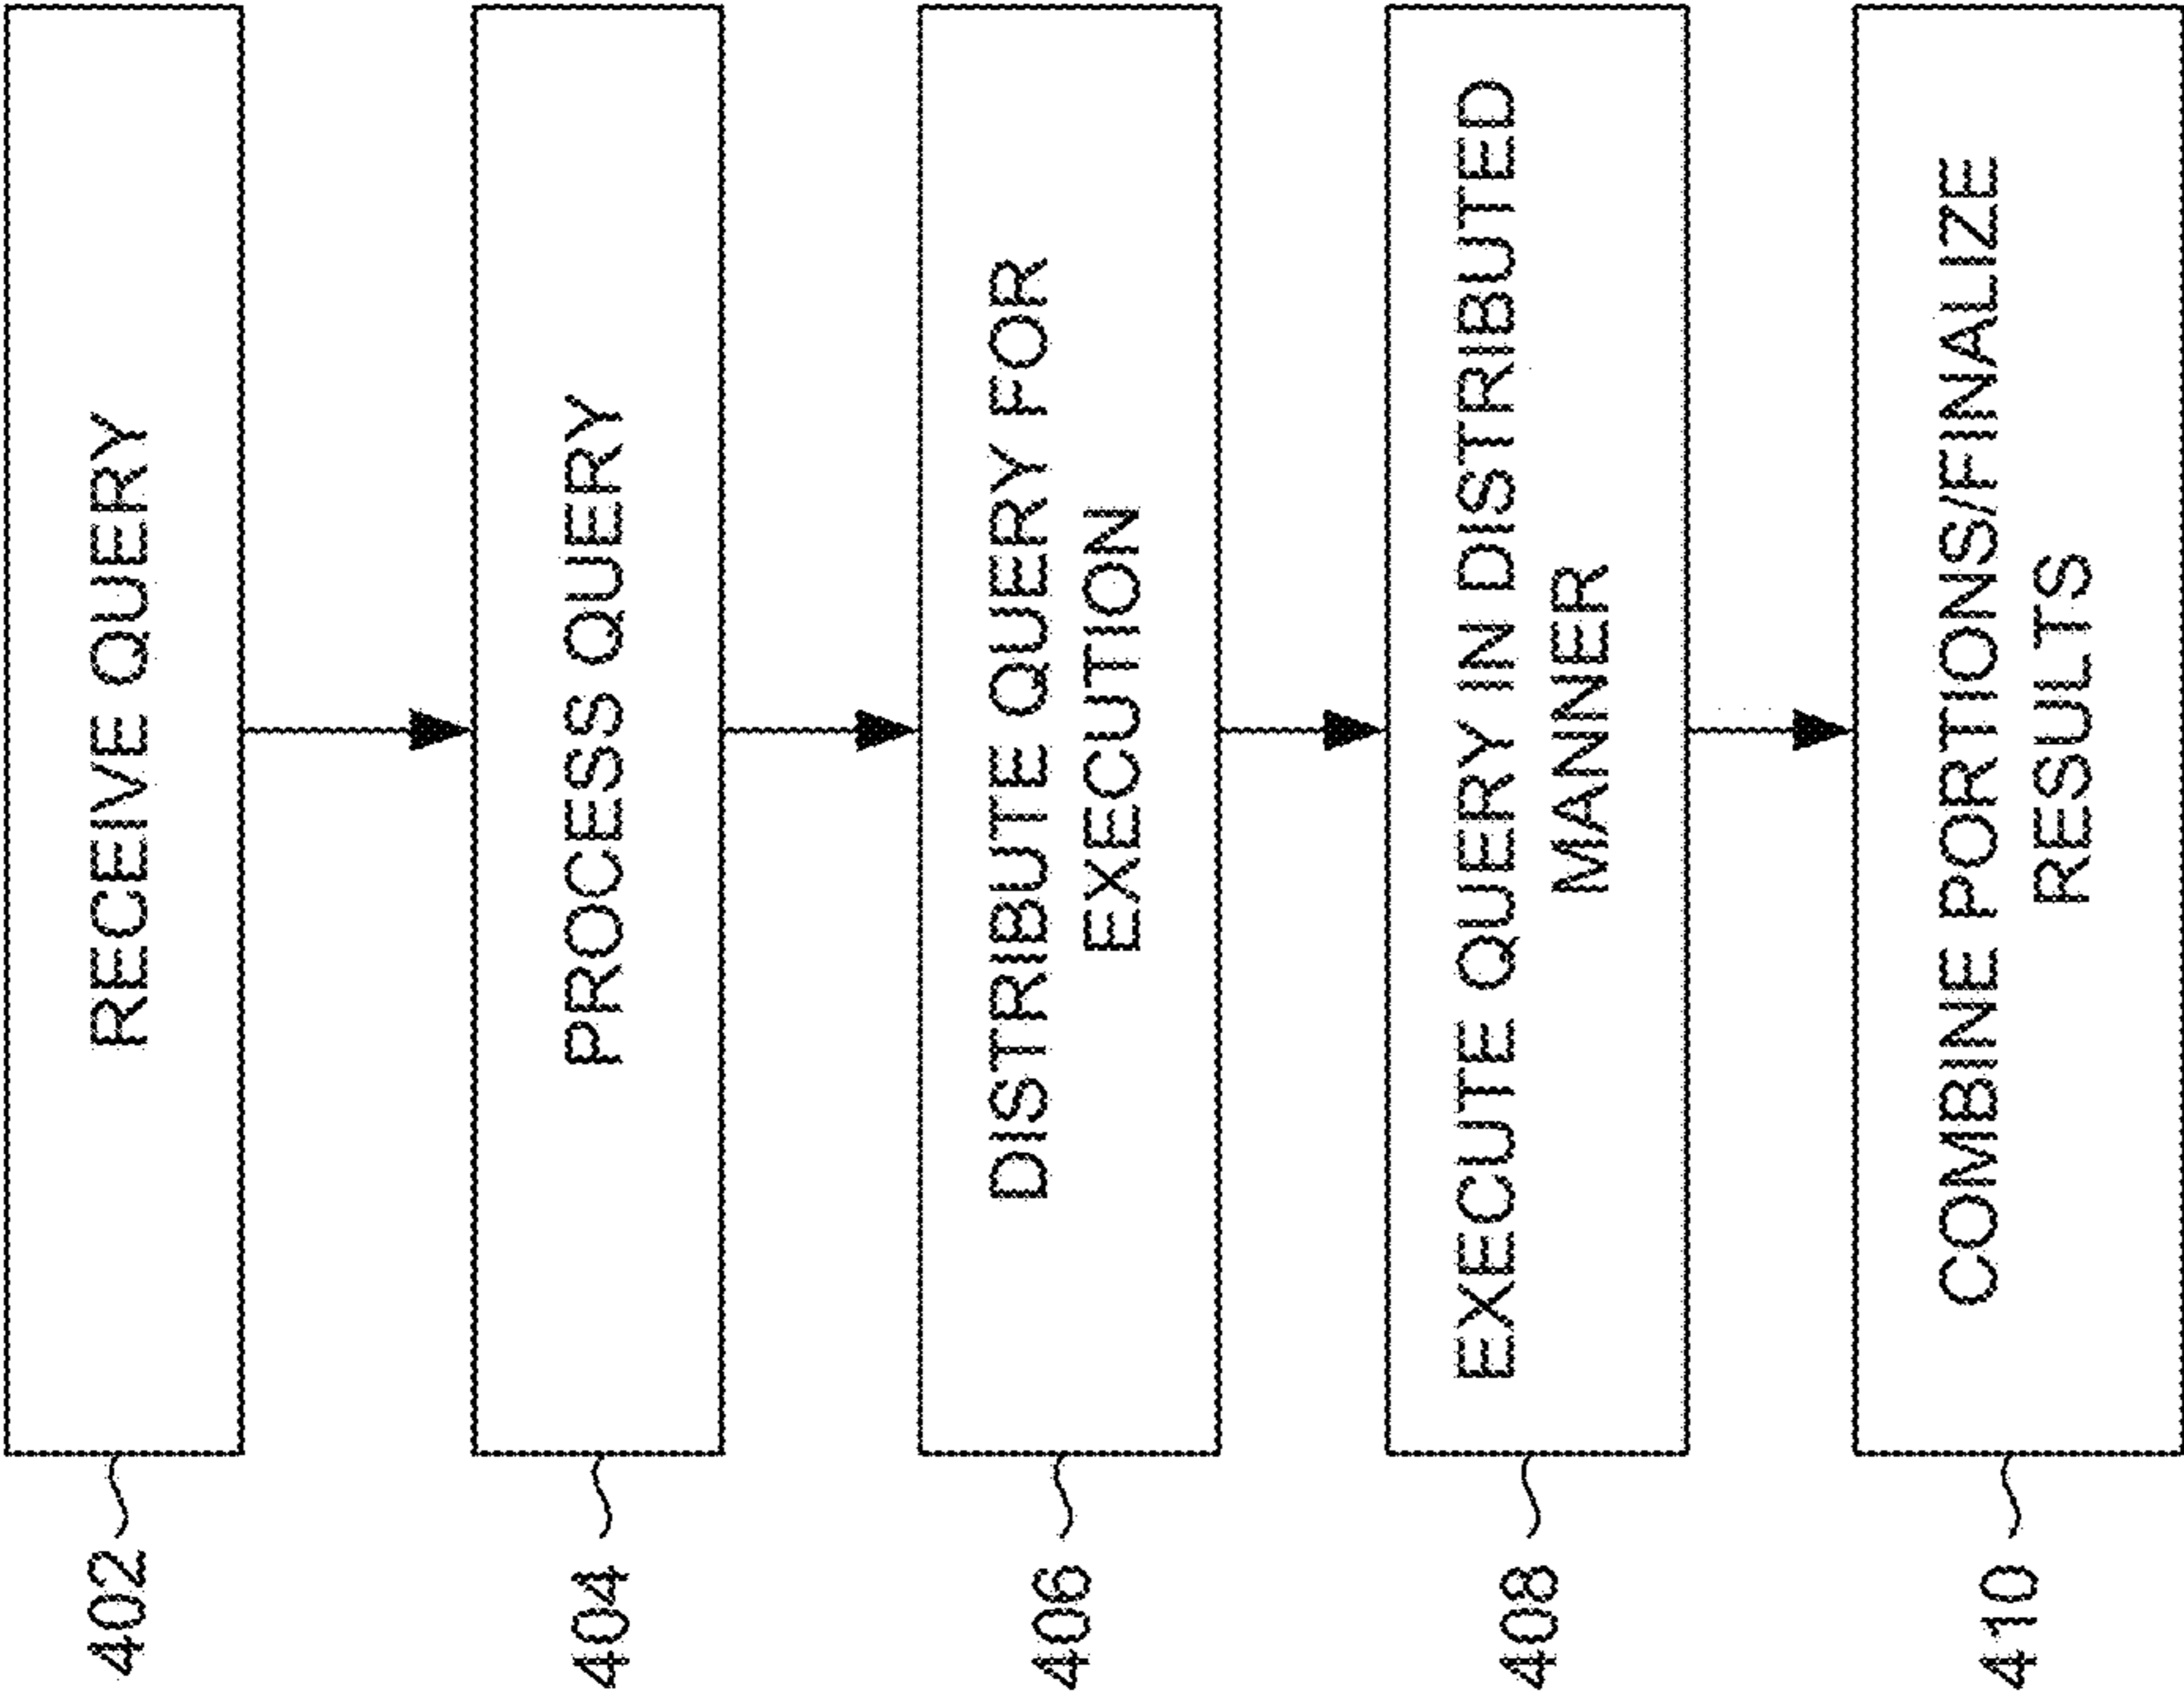 402
RECEIVE QUERY
404
PROCESS QUERY
406
DISTRIBUTE QUERY FOR
EXECUTION
408
EXECUTE QUERY IN DISTRIBUTED
MANNER
410
COMBINE PORTIONS/FINALIZE
RESULTS